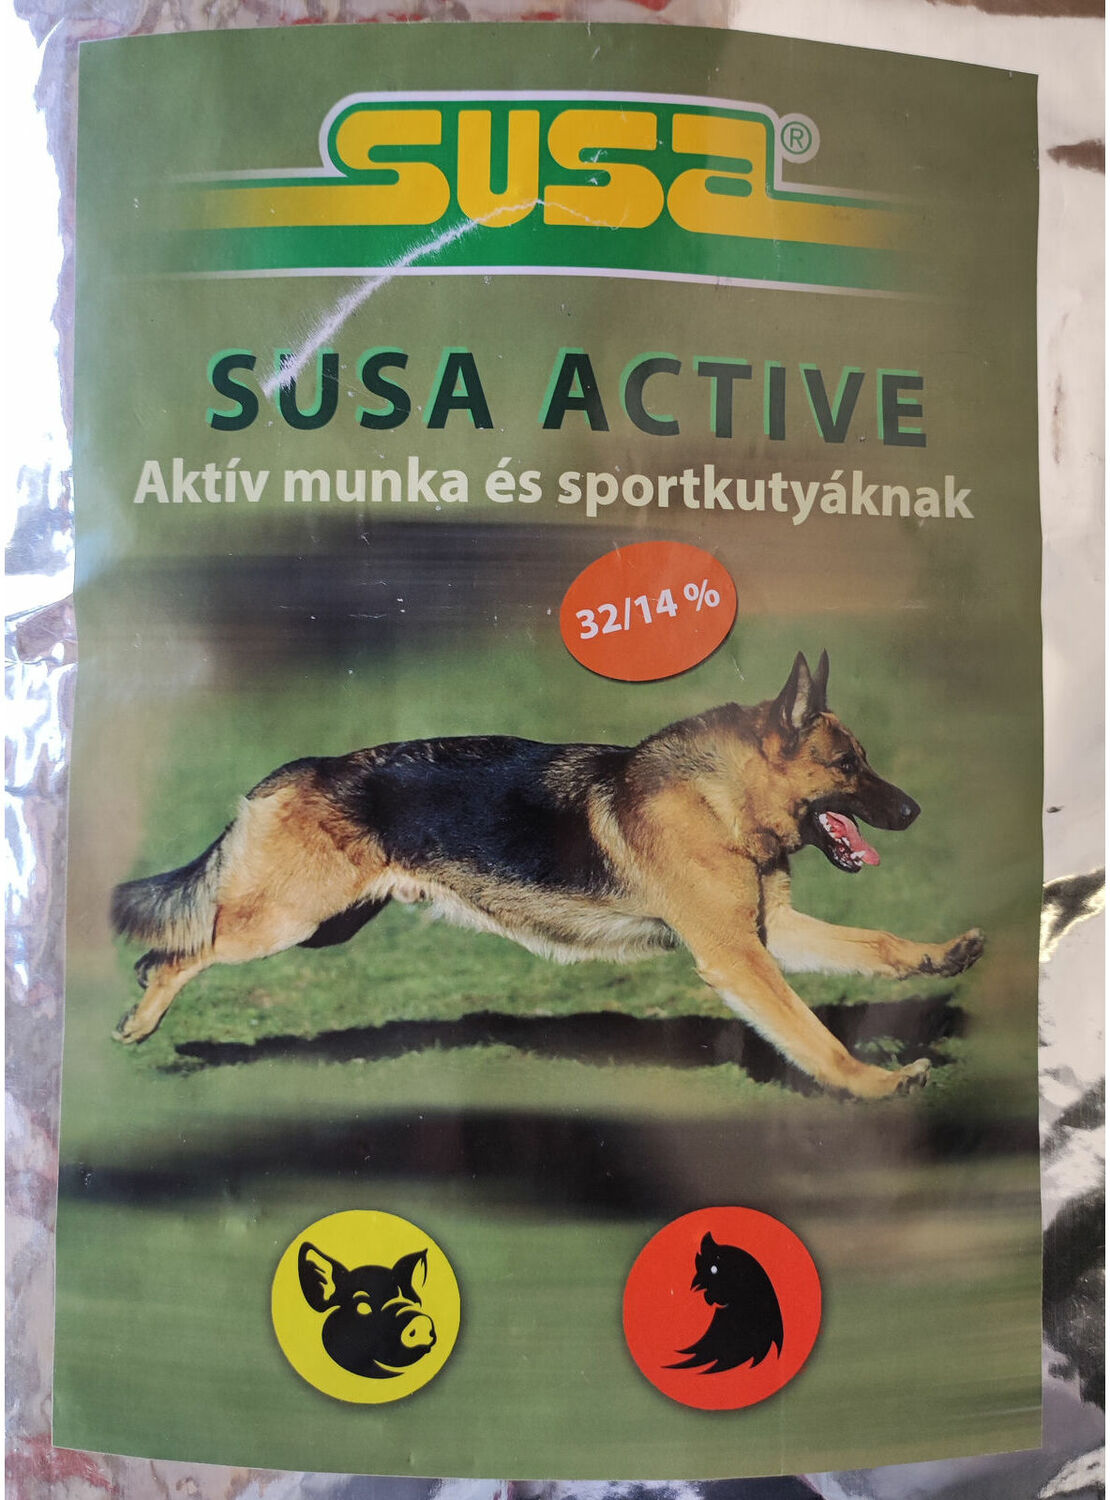 susa®
SUSA ACTIVE
Aktív munka és sportkutyáknak
32/14 %